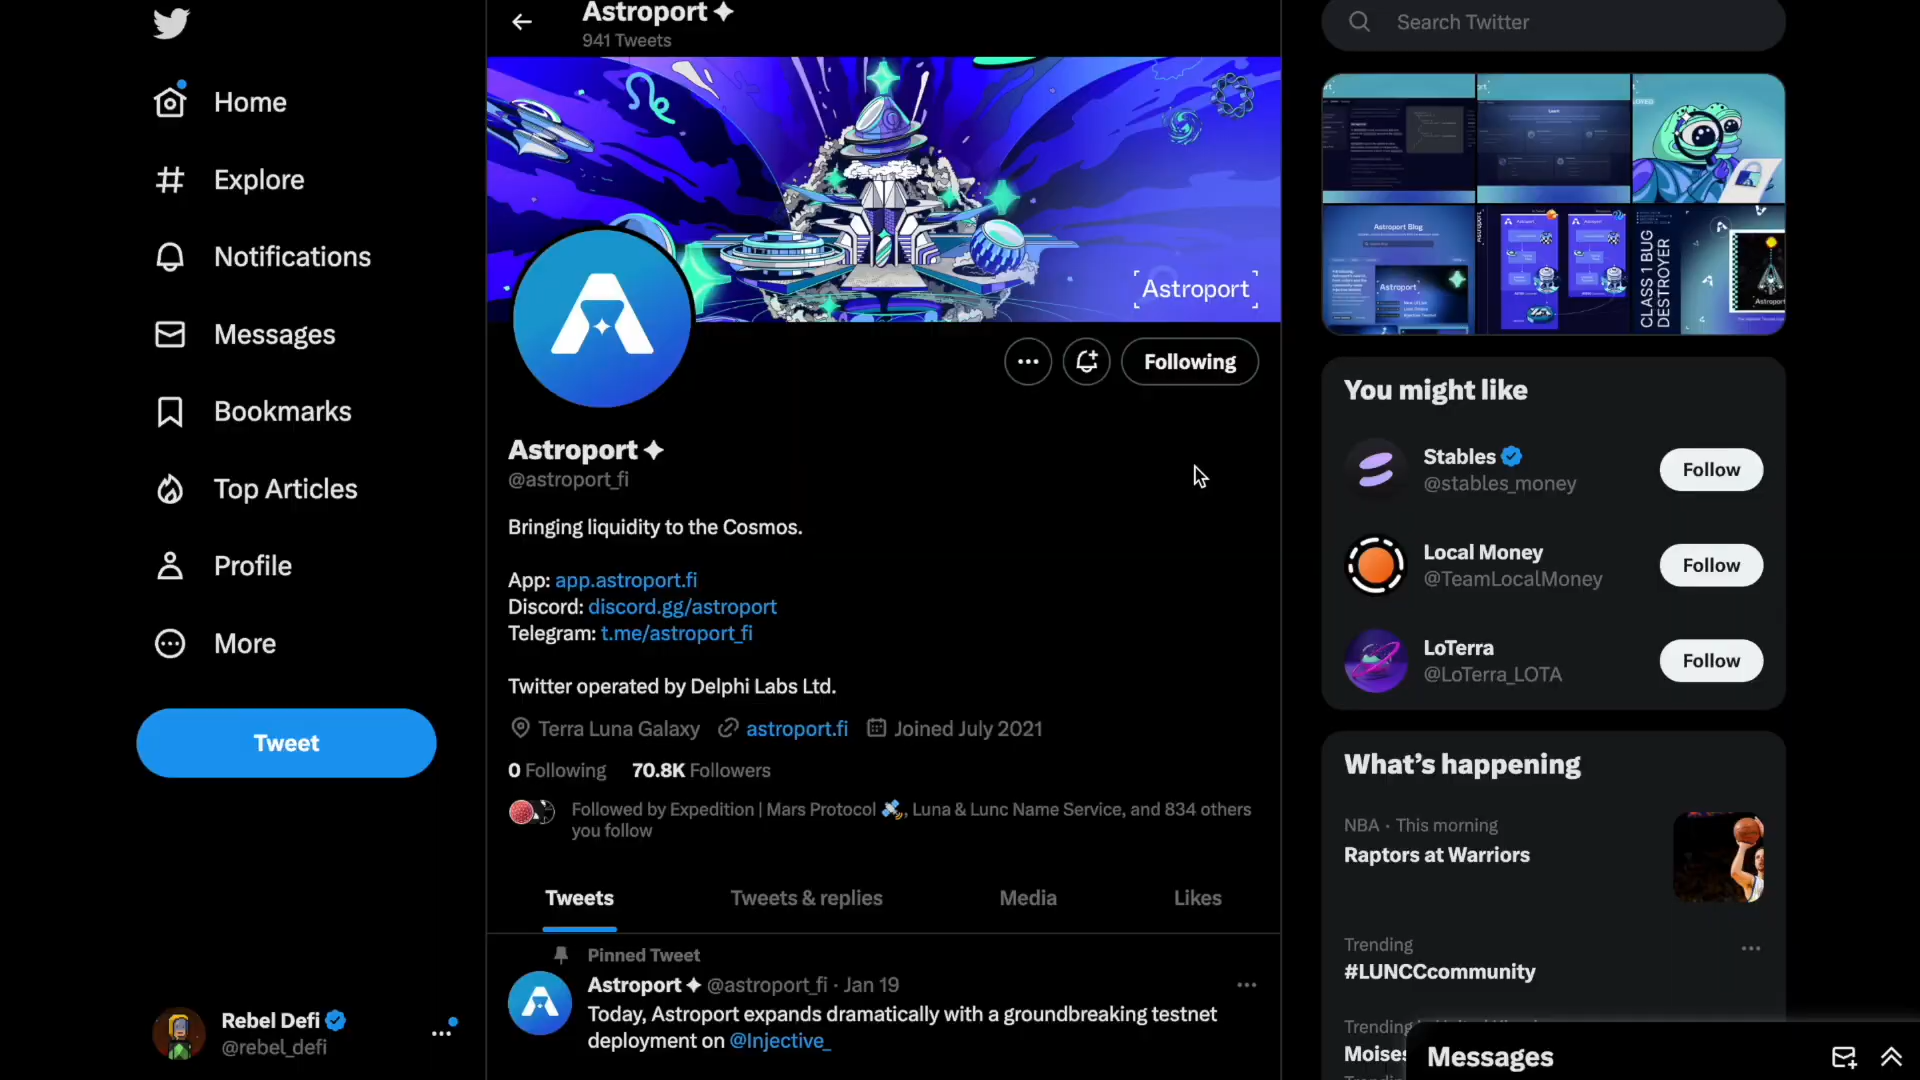 Home
Explore
Notifications
Messages
Bookmarks
Top Articles
Profile
More
Tweet
Rebel Defi
@rebel_defi
Astroport ✦
941 Tweets
Astroport
Following
Astroport ✦
@astroport_fi
Bringing liquidity to the Cosmos.
App: app.astroport.fi
Discord: discord.gg/astroport
Telegram: t.me/astroport_fi
Twitter operated by Delphi Labs Ltd.
Terra Luna Galaxy astroport.fi Joined July 2021
0 Following 70.8K Followers
Followed by Expedition | Mars Protocol 🛰️, Luna & Lunc Name Service, and 834 others
you follow
Tweets Tweets & replies Media Likes
Pinned Tweet
Astroport ✦ @astroport_fi · Jan 19
Today, Astroport expands dramatically with a groundbreaking testnet
deployment on @Injective_
Search Twitter
Astroport Blog
Astroport
CLASS 1 BUG
DESTROYER
You might like
Stables
@stables_money
Follow
Local Money
@TeamLocalMoney
Follow
LoTerra
@LoTerra_LOTA
Follow
What's happening
NBA · This morning
Raptors at Warriors
Trending
#LUNCCcommunity
Trending
Moises
Messages